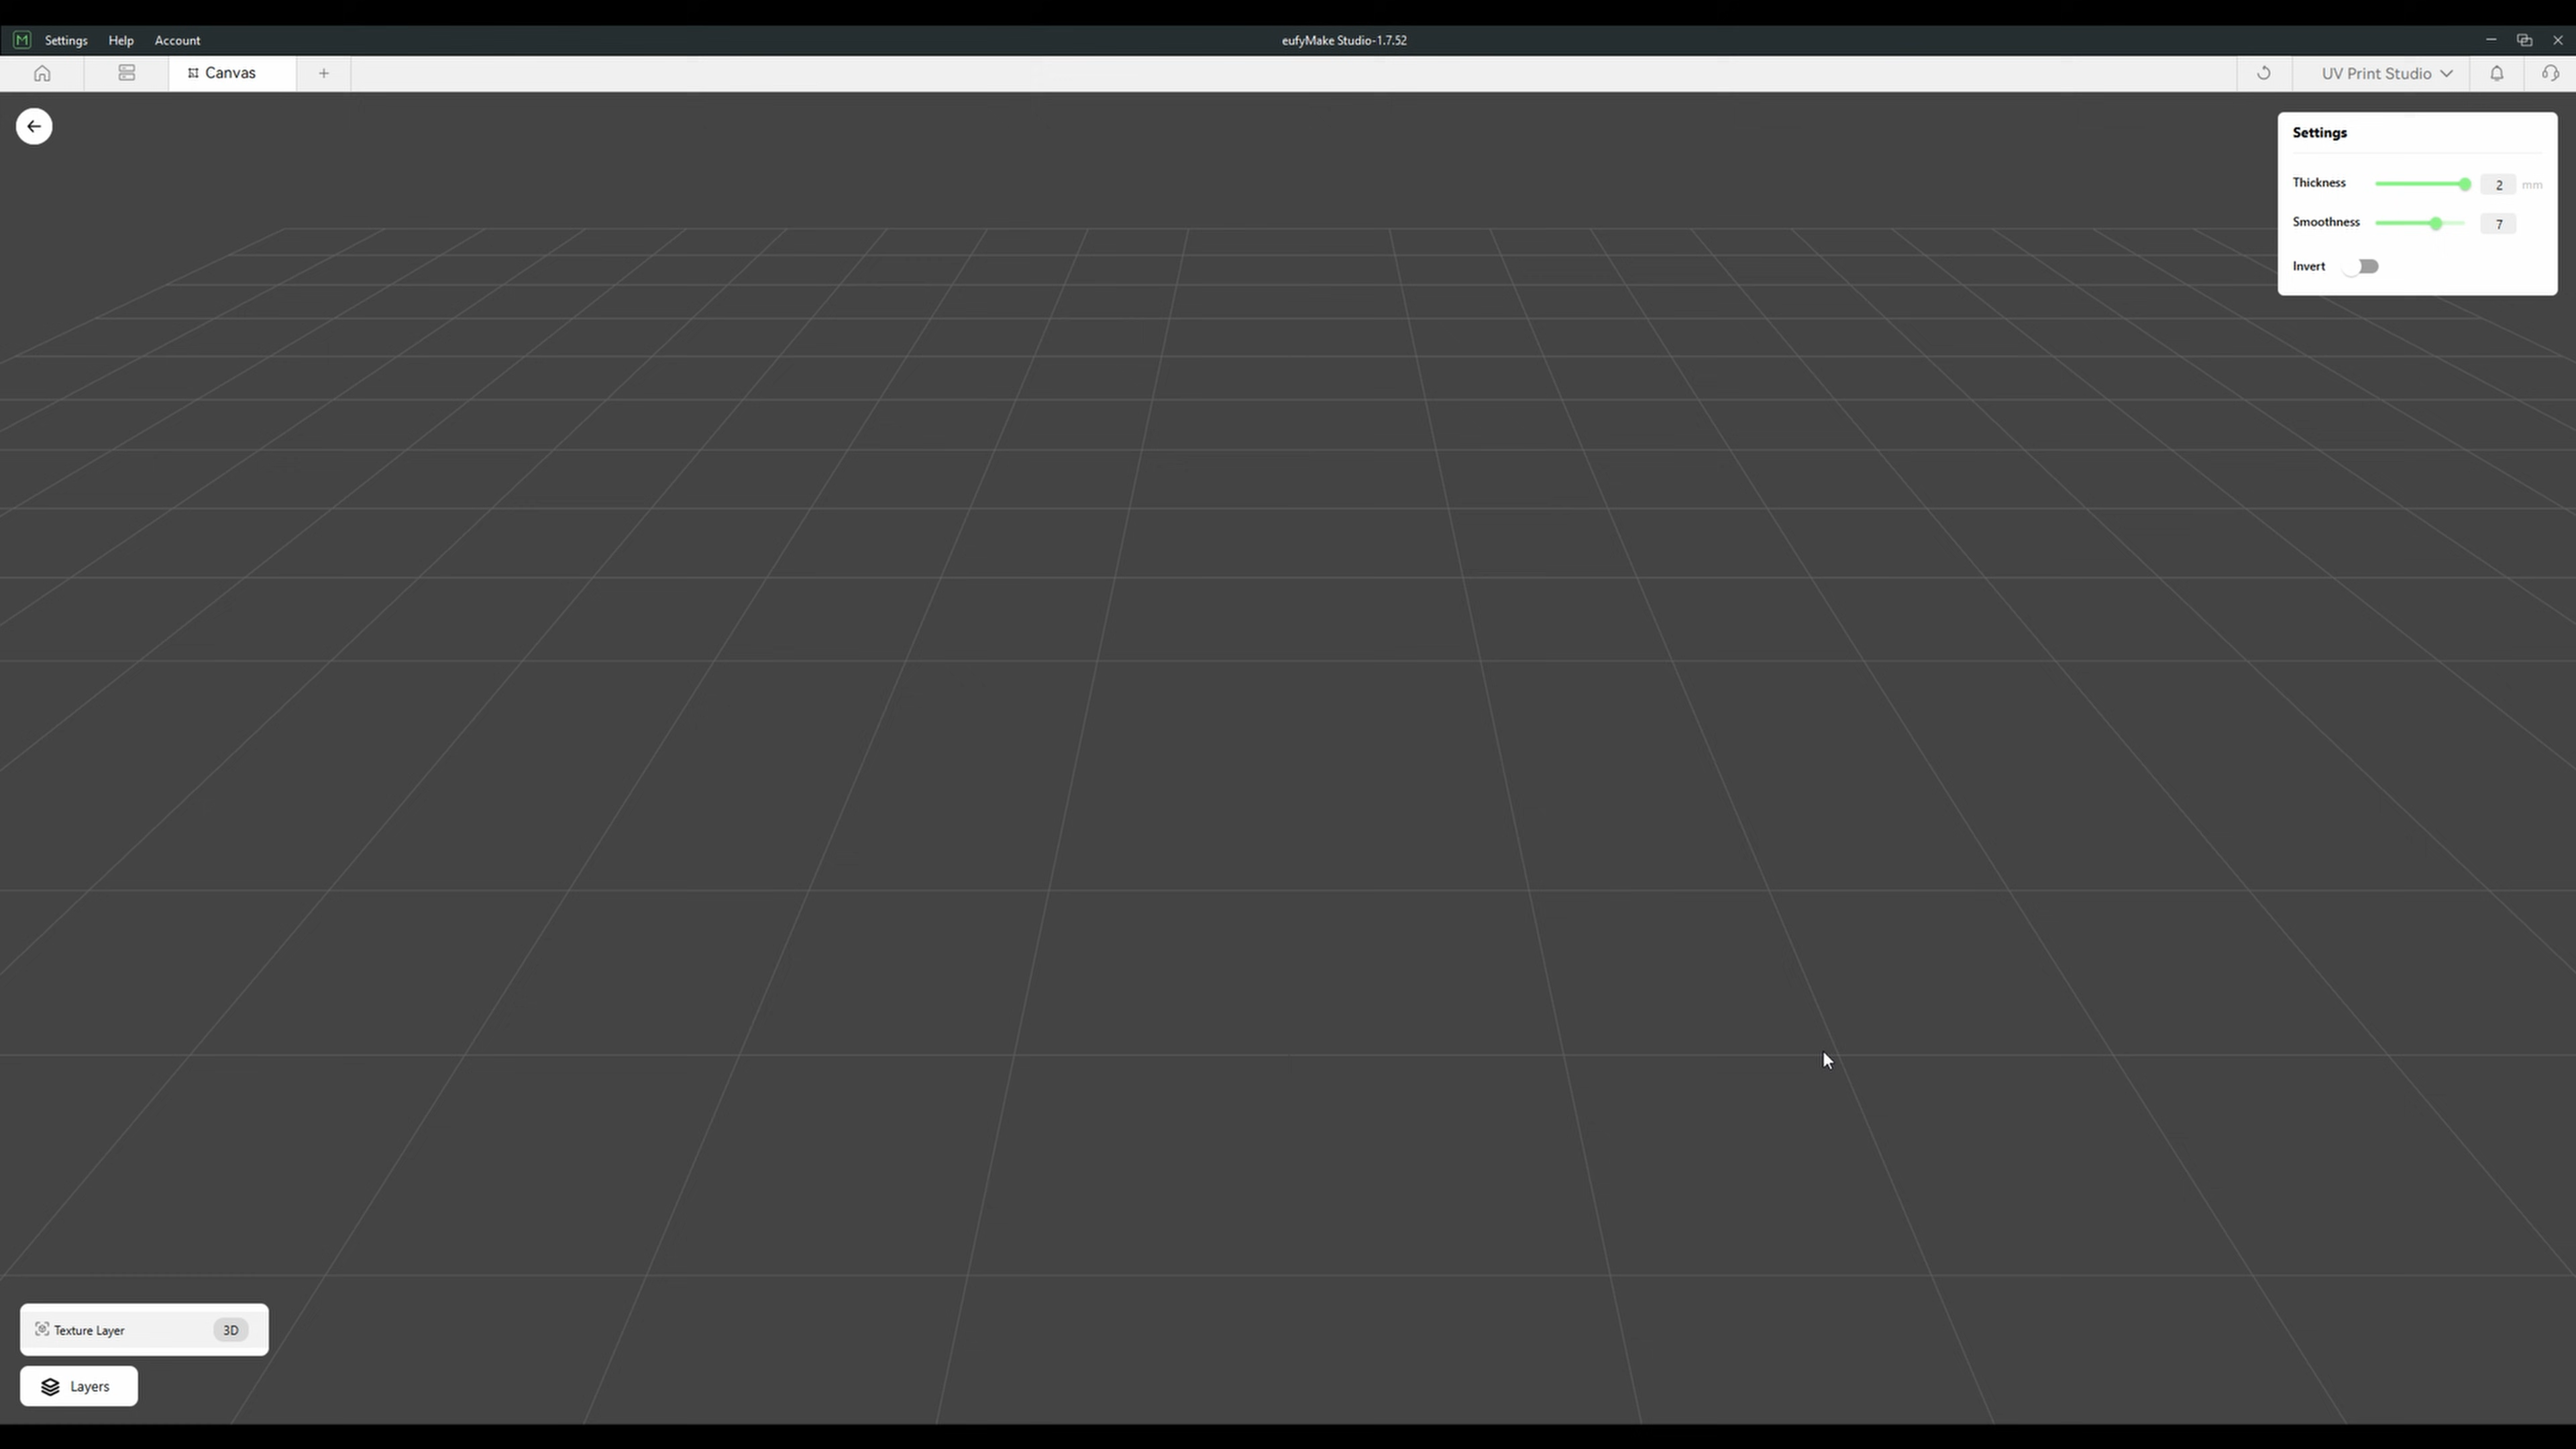 M Settings Help Account eufyMake Studio-1.7.52
Canvas UV Print Studio
Settings
Thickness 2 mm
Smoothness 7
Invert
Texture Layer 3D
Layers